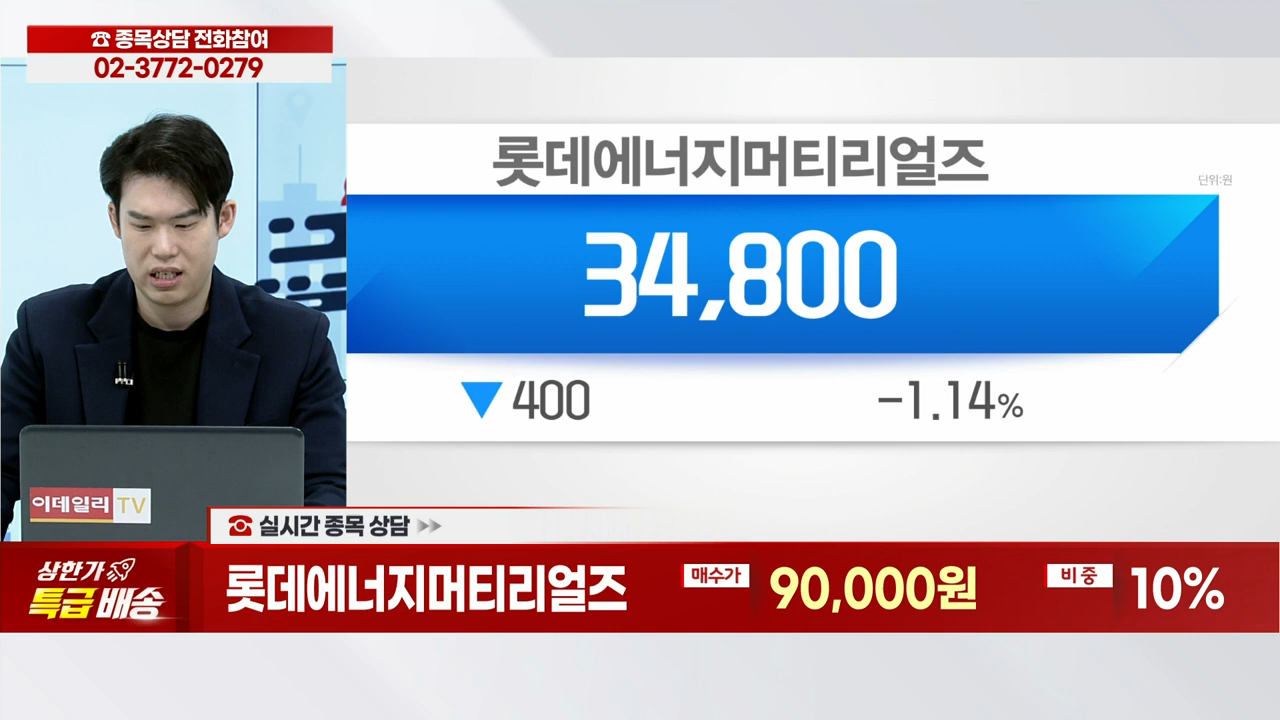 ☎ 종목상담 전화참여
02-3772-0279
롯데에너지머티리얼즈
단위:원
34,800
▼400 -1.14%
이데일리 TV
☎ 실시간 종목 상담
상한가 특급 배송
롯데에너지머티리얼즈 매수가 90,000원 비중 10%